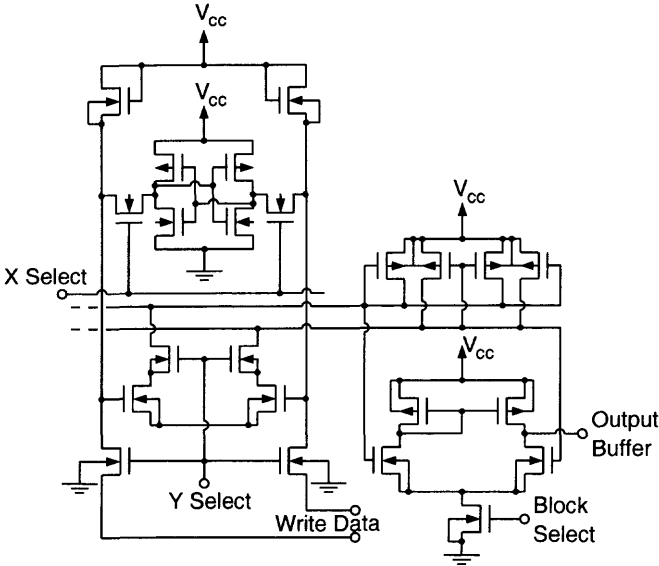 Vcc
Vcc
Vcc
X Select
Vcc
Output
Buffer
Y Select
Write Data
Block
Select